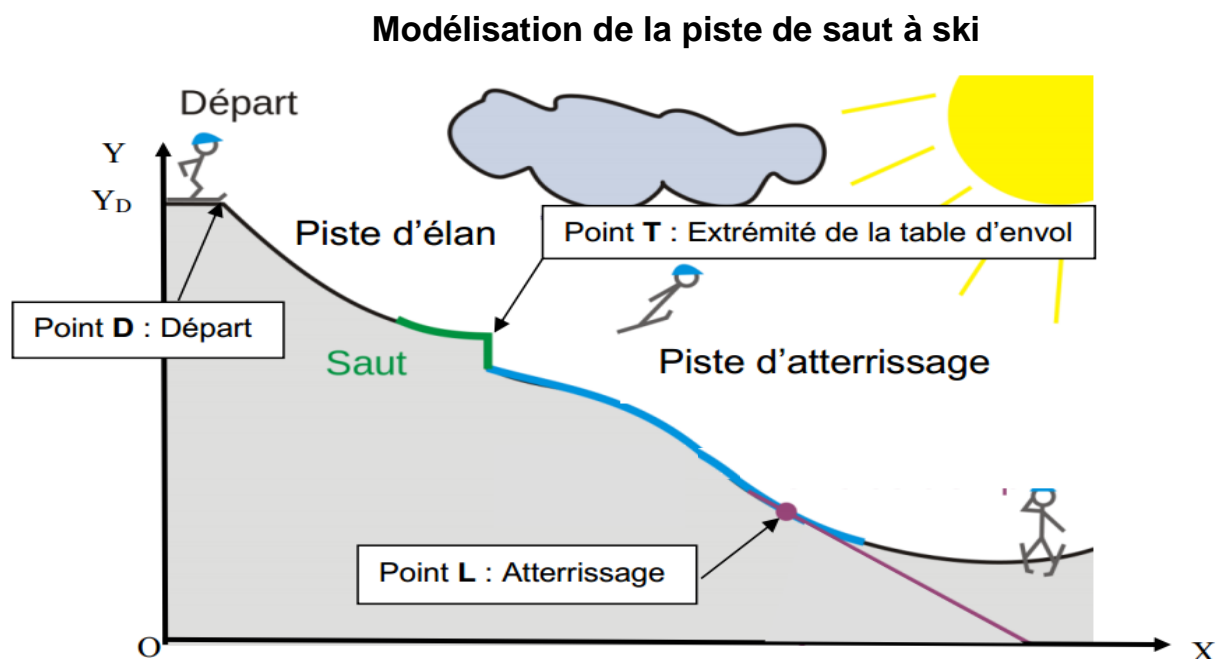 Modélisation de la piste de saut à ski
Départ
Y
Y_D
Piste d'élan
Point T : Extrémité de la table d'envol
Point D : Départ
Saut
Piste d'atterrissage
Point L : Atterrissage
O
X